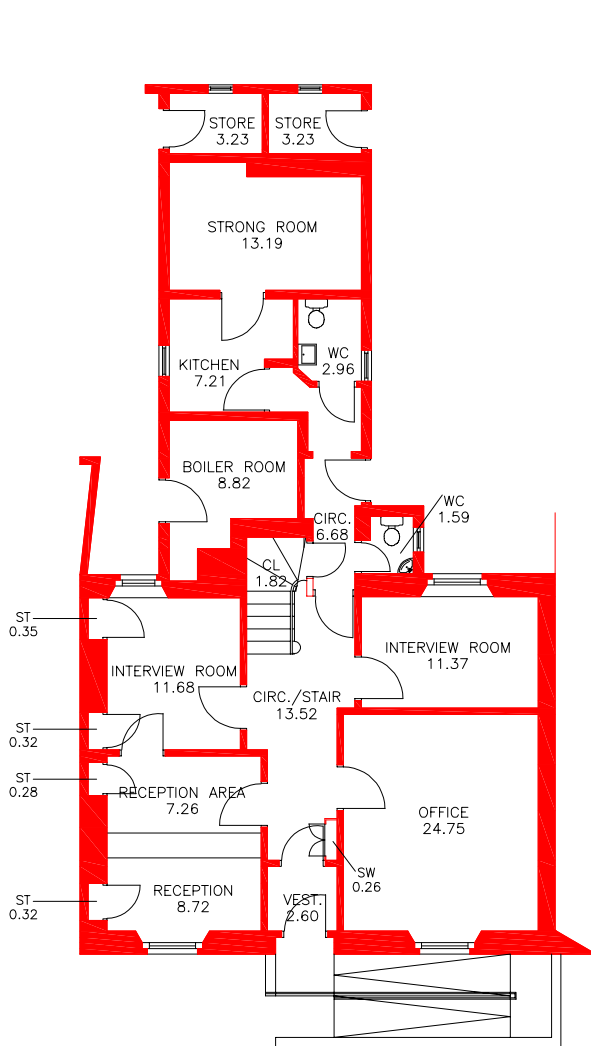 STORE
3.23
STORE
3.23
STRONG ROOM
13.19
KITCHEN
7.21
WC
2.96
BOILER ROOM
8.82
WC
1.59
CIRC.
6.68
CL
1.82
ST
0.35
INTERVIEW ROOM
11.68
INTERVIEW ROOM
11.37
CIRC./STAIR
13.52
ST
0.32
ST
0.28
RECEPTION AREA
7.26
OFFICE
24.75
SW
0.26
ST
0.32
RECEPTION
8.72
VEST.
2.60